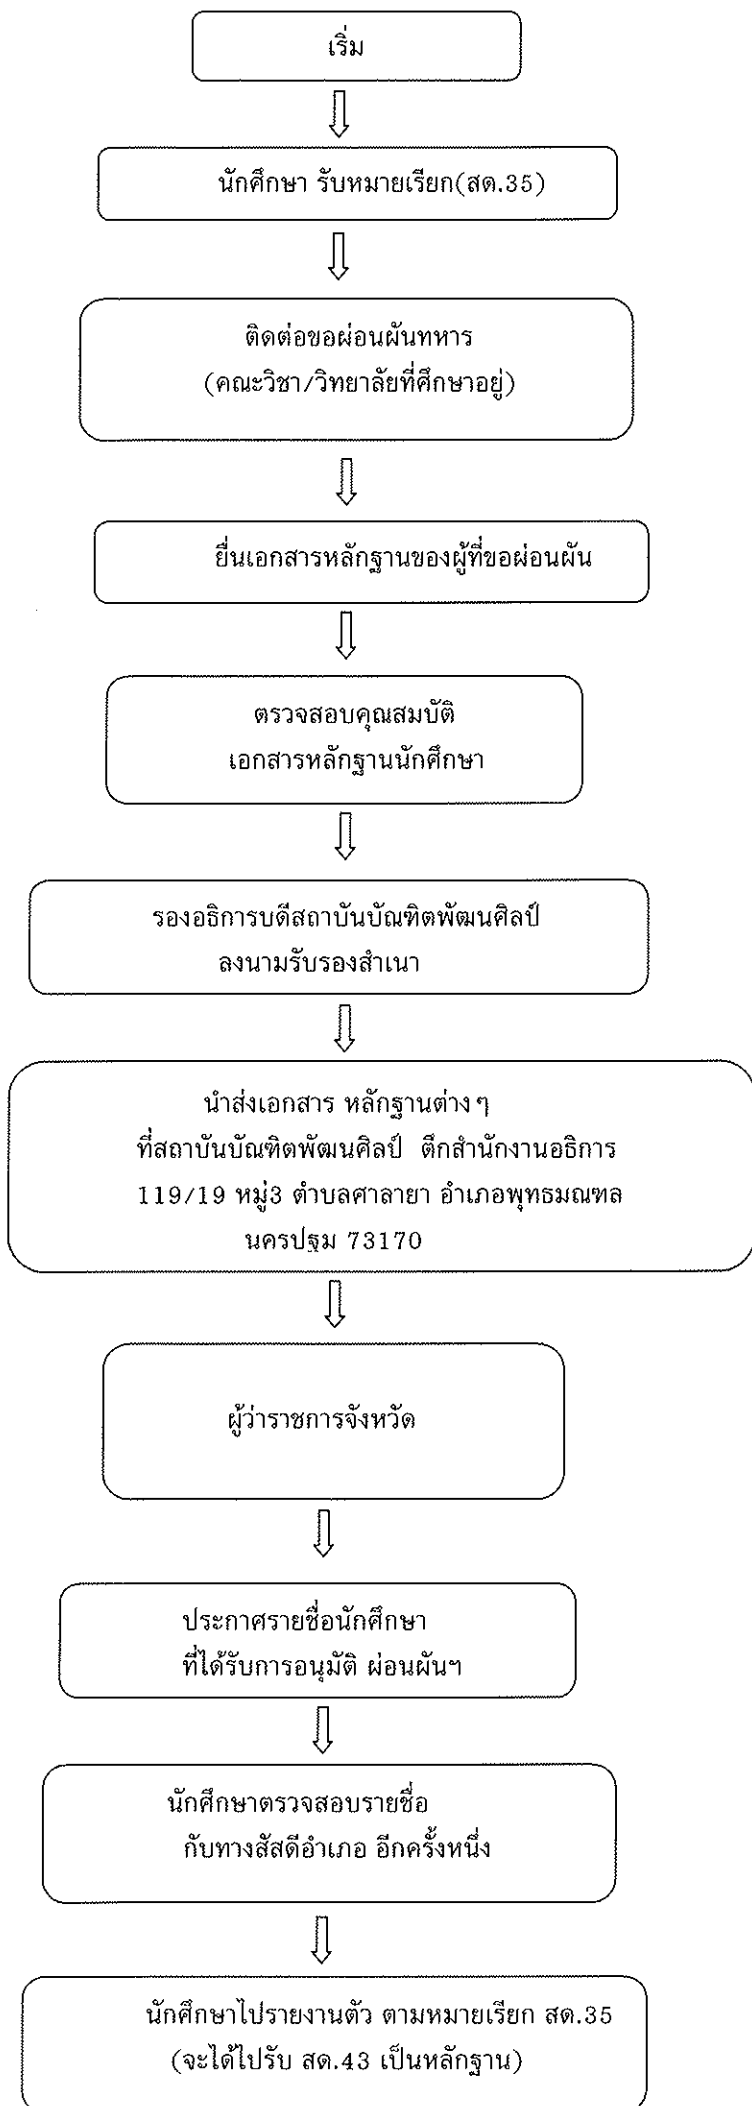 เริ่ม
นักศึกษา รับหมายเรียก(สด.35)
ติดต่อขอผ่อนผันทหาร
(คณะวิชา/วิทยาลัยที่ศึกษาอยู่)
ยื่นเอกสารหลักฐานของผู้ที่ขอผ่อนผัน
ตรวจสอบคุณสมบัติ
เอกสารหลักฐานนักศึกษา
รองอธิการบดีสถาบันบัณฑิตพัฒนศิลป์
ลงนามรับรองสำเนา
นำส่งเอกสาร หลักฐานต่างๆ
ที่สถาบันบัณฑิตพัฒนศิลป์ ตึกสำนักงานอธิการ
119/19 หมู่3 ตำบลศาลายา อำเภอพุทธมณฑล
นครปฐม 73170
ผู้ว่าราชการจังหวัด
ประกาศรายชื่อนักศึกษา
ที่ได้รับการอนุมัติ ผ่อนผันฯ
นักศึกษาตรวจสอบรายชื่อ
กับทางสัสดีอำเภอ อีกครั้งหนึ่ง
นักศึกษาไปรายงานตัว ตามหมายเรียก สด.35
(จะได้ไปรับ สด.43 เป็นหลักฐาน)